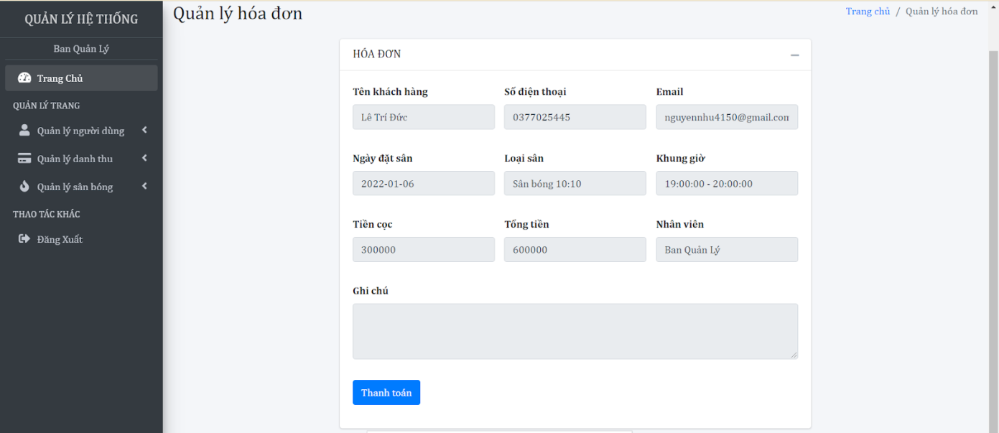 QUẢN LÝ HỆ THỐNG
Ban Quản Lý
Trang Chủ
QUẢN LÝ TRANG
Quản lý người dùng
Quản lý danh thu
Quản lý sân bóng
THAO TÁC KHÁC
Đăng Xuất
Quản lý hóa đơn
Trang chủ / Quản lý hóa đơn
HÓA ĐƠN
Tên khách hàng Số điện thoại Email
Lê Trí Đức 0377025445 nguyennhu4150@gmail.com
Ngày đặt sân Loại sân Khung giờ
2022-01-06 Sân bóng 10:10 19:00:00 - 20:00:00
Tiền cọc Tổng tiền Nhân viên
300000 600000 Ban Quản Lý
Ghi chú
Thanh toán